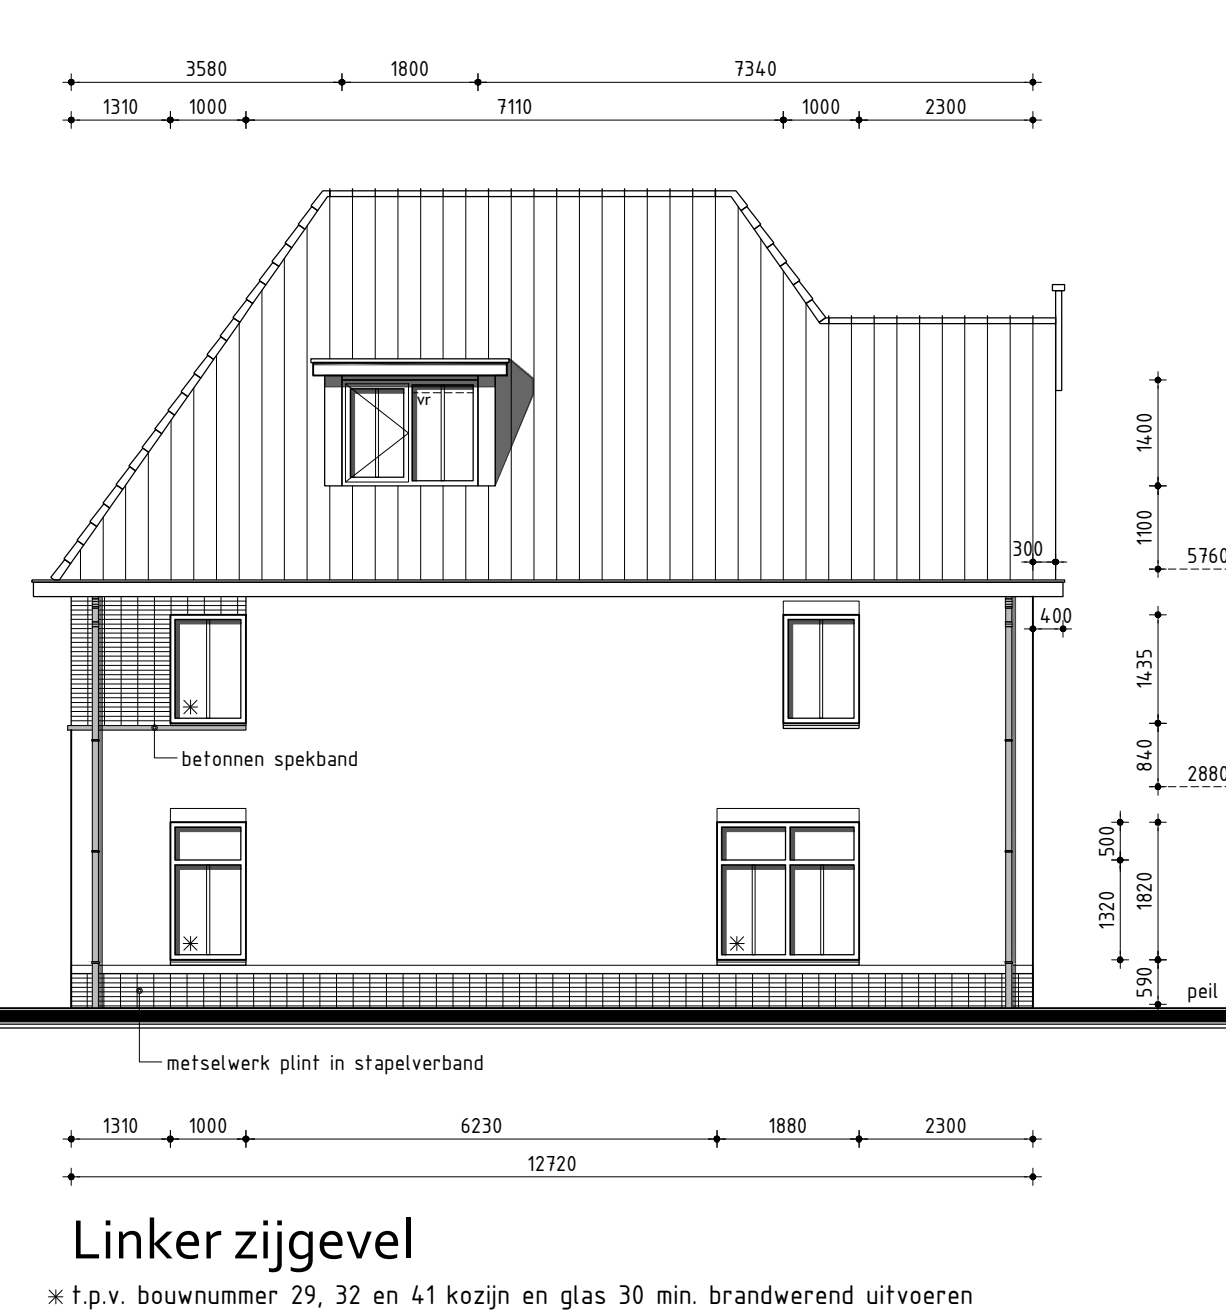 3580 1800 7340
1310 1000 7110 1000 2300
vr
1400
1100
300
5760
400
1435
840
betonnen spekband
2880
500
1320
1820
590
peil
metselwerk plint in stapelverband
1310 1000 6230 1880 2300
12720
Linker zijgevel
✳ t.p.v. bouwnummer 29, 32 en 41 kozijn en glas 30 min. brandwerend uitvoeren